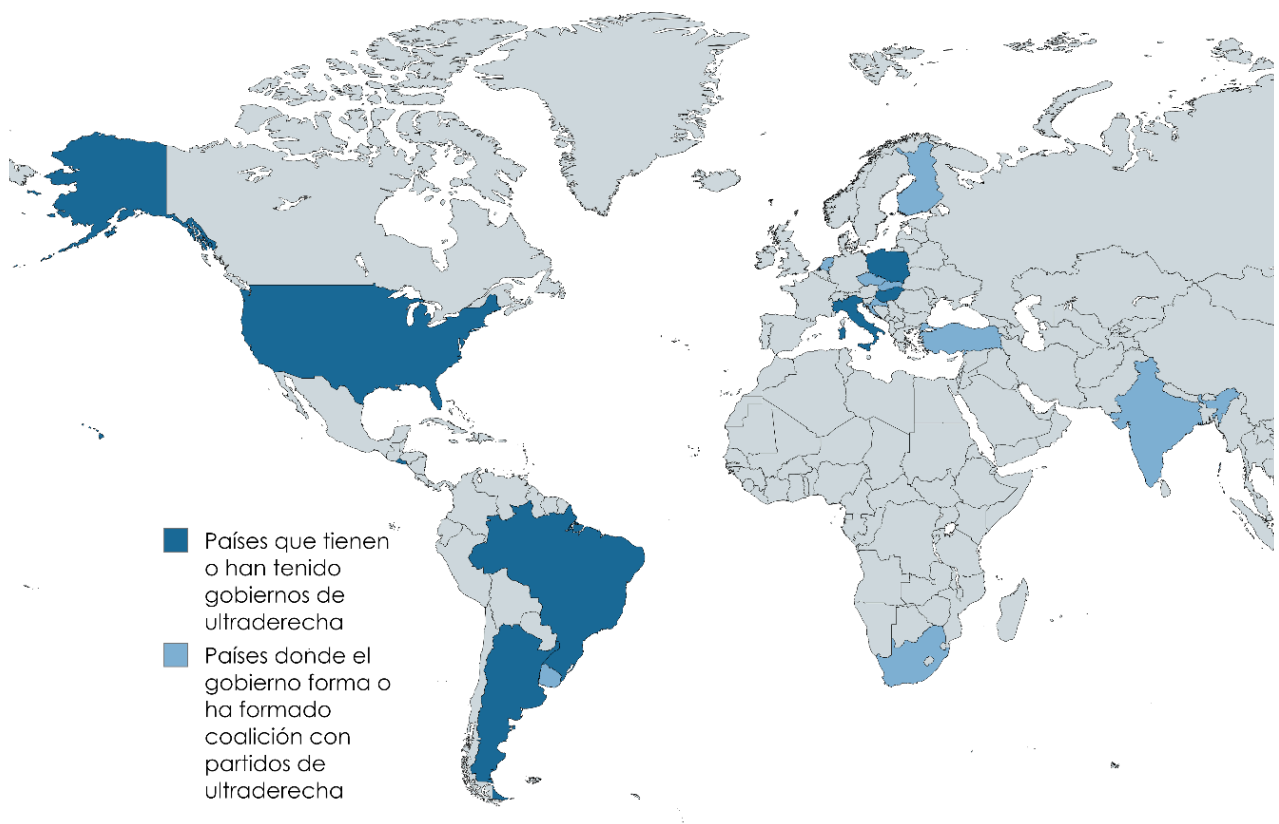 Países que tienen
o han tenido
gobiernos de
ultraderecha
Países donde el
gobierno forma o
ha formado
coalición con
partidos de
ultraderecha